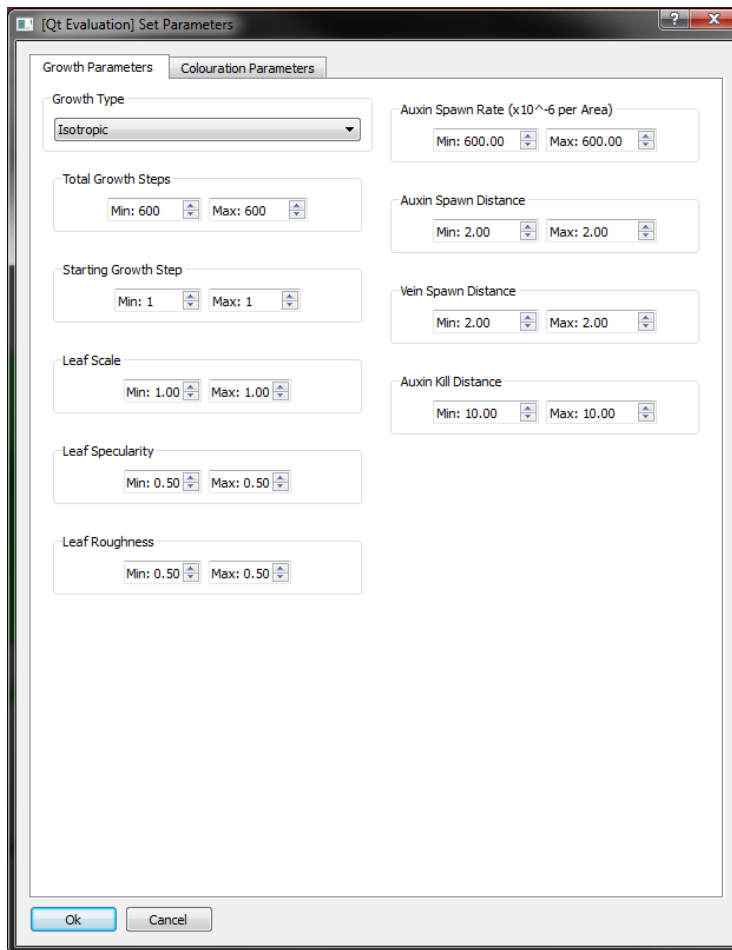 [Qt Evaluation] Set Parameters
?
Growth Parameters
Colouration Parameters
Growth Type
Isotropic
Total Growth Steps
Min: 600
Max: 600
Starting Growth Step
Min: 1
Max: 1
Leaf Scale
Min: 1.00
Max: 1.00
Leaf Specularity
Min: 0.50
Max: 0.50
Leaf Roughness
Min: 0.50
Max: 0.50
Auxin Spawn Rate (x10^-6 per Area)
Min: 600.00
Max: 600.00
Auxin Spawn Distance
Min: 2.00
Max: 2.00
Vein Spawn Distance
Min: 2.00
Max: 2.00
Auxin Kill Distance
Min: 10.00
Max: 10.00
Ok
Cancel